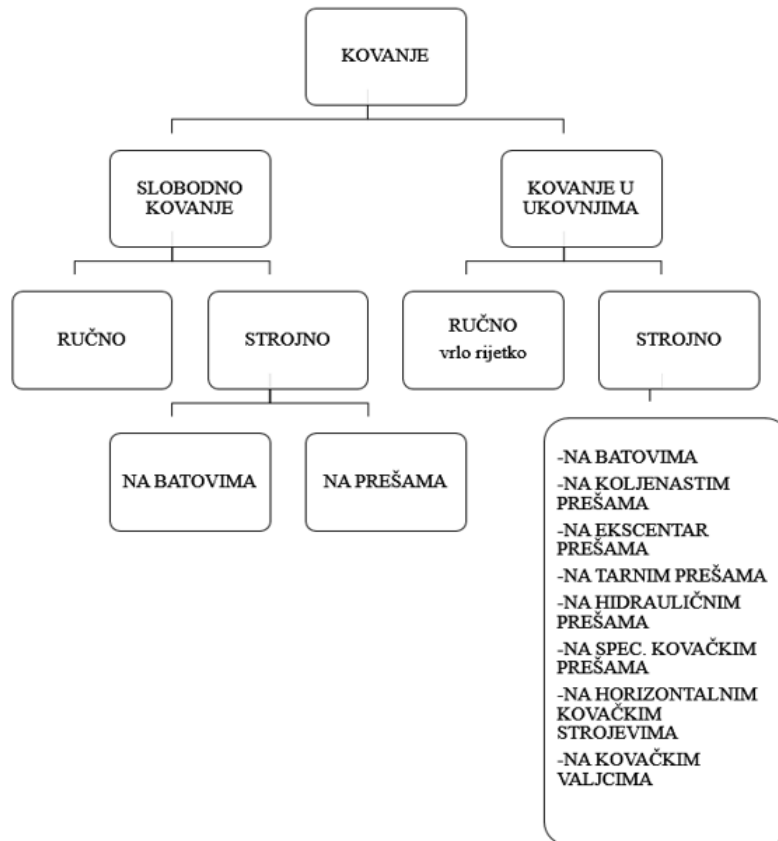 KOVANJE
SLOBODNO
KOVANJE
KOVANJE U
UKOVNJIMA
RUČNO
STROJNO
RUČNO
vrlo rijetko
STROJNO
NA BATOVIMA
NA PREŠAMA
-NA BATOVIMA
-NA KOLJENASTIM
PREŠAMA
-NA EKSCENTAR
PREŠAMA
-NA TARNIM PREŠAMA
-NA HIDRAULIČNIM
PREŠAMA
-NA SPEC. KOVAČKIM
PREŠAMA
-NA HORIZONTALNIM
KOVAČKIM
STROJEVIMA
-NA KOVAČKIM
VALJCIMA